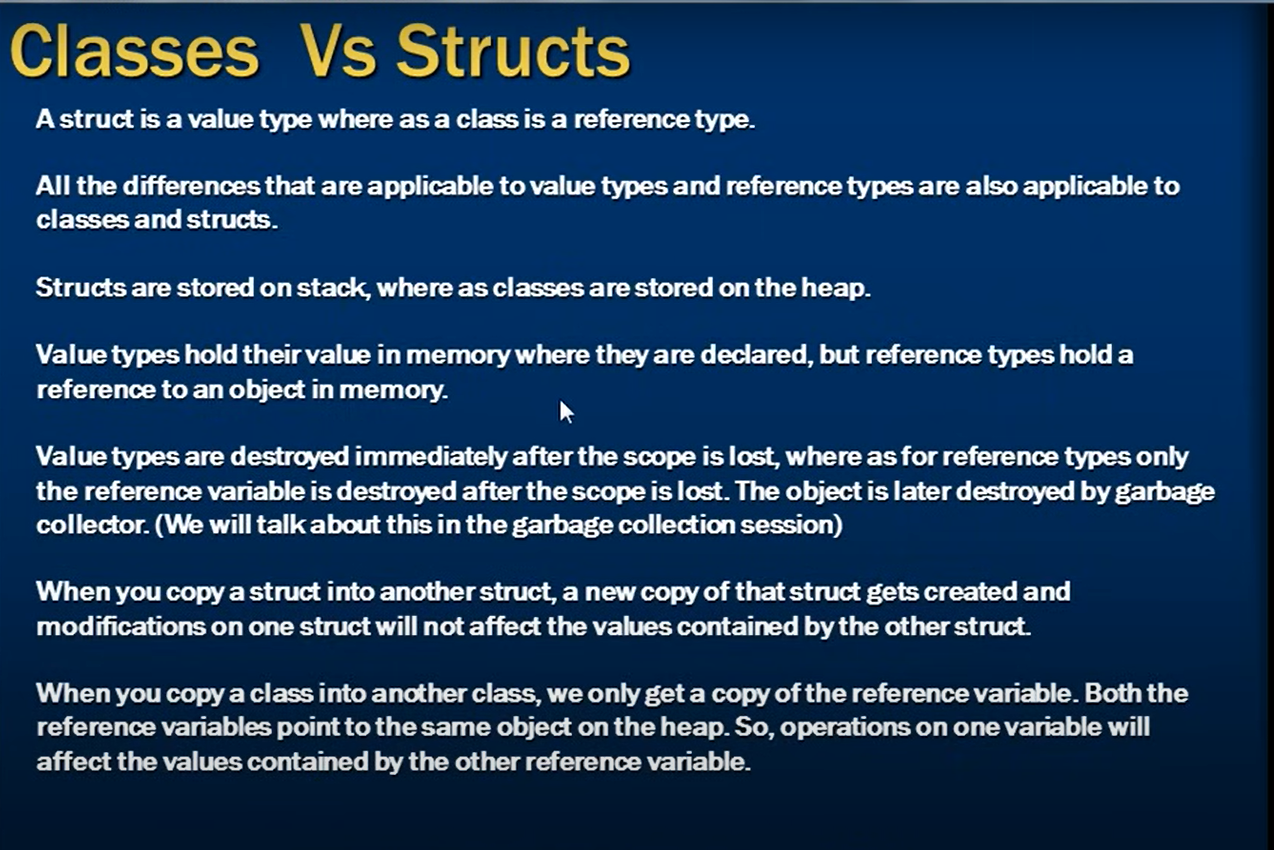 Classes Vs Structs
A struct is a value type where as a class is a reference type.
All the differences that are applicable to value types and reference types are also applicable to
classes and structs.
Structs are stored on stack, where as classes are stored on the heap.
Value types hold their value in memory where they are declared, but reference types hold a
reference to an object in memory.
Value types are destroyed immediately after the scope is lost, where as for reference types only
the reference variable is destroyed after the scope is lost. The object is later destroyed by garbage
collector. (We will talk about this in the garbage collection session)
When you copy a struct into another struct, a new copy of that struct gets created and
modifications on one struct will not affect the values contained by the other struct.
When you copy a class into another class, we only get a copy of the reference variable. Both the
reference variables point to the same object on the heap. So, operations on one variable will
affect the values contained by the other reference variable.